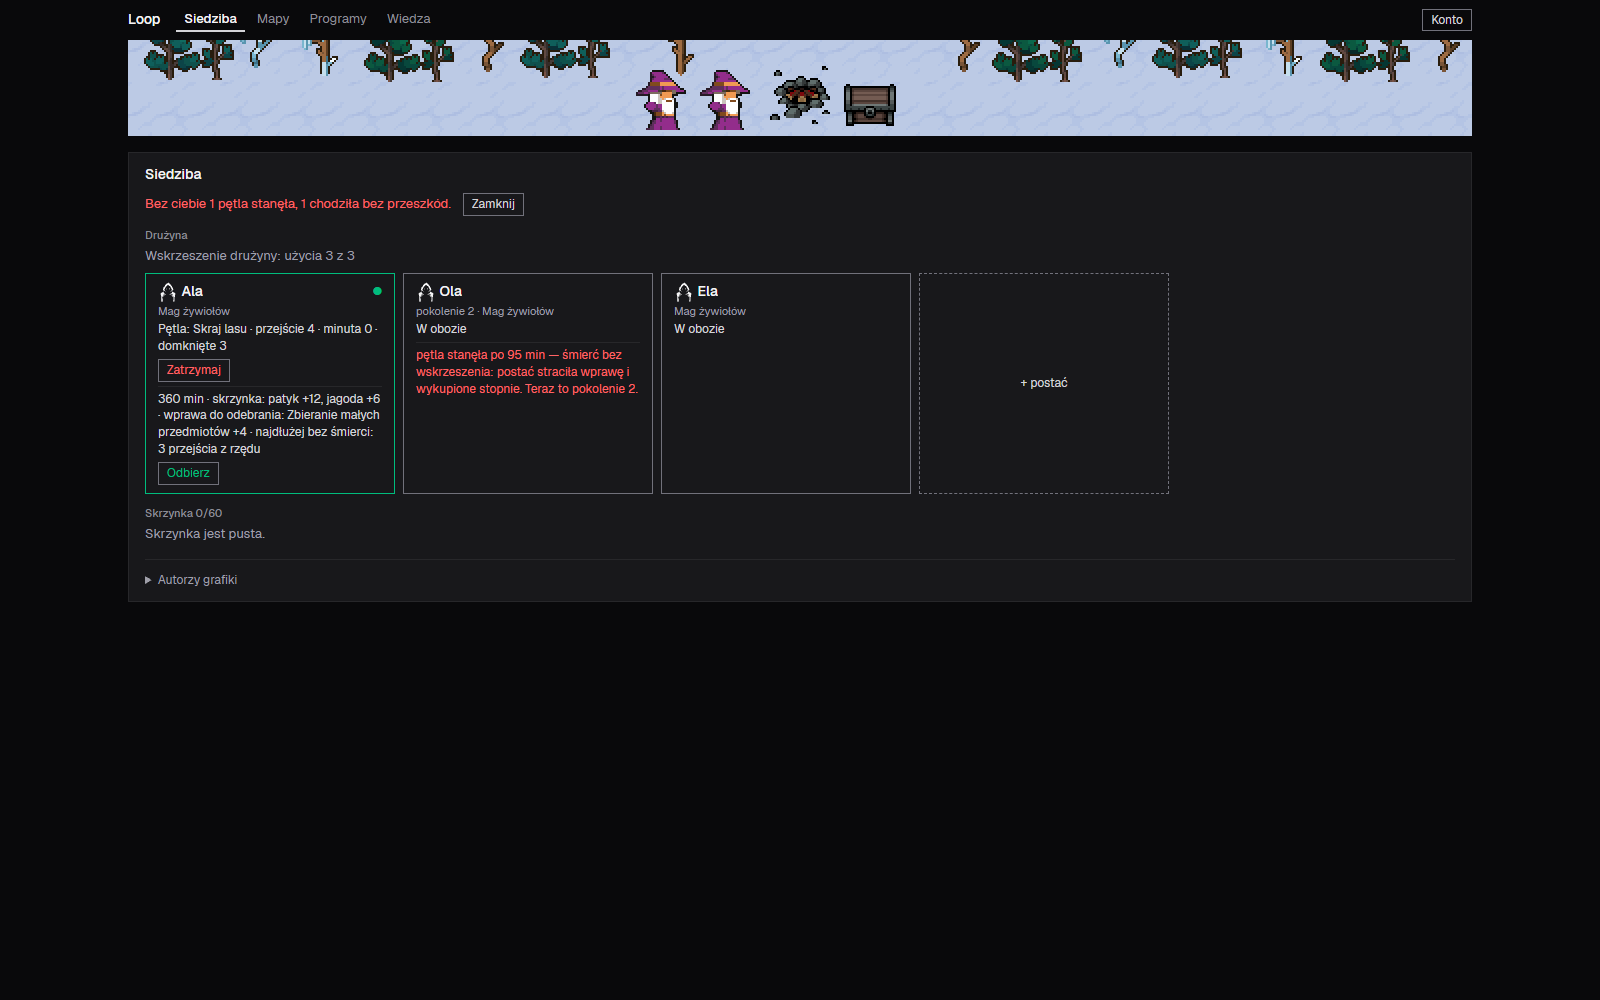 Loop Siedziba Mapy Programy Wiedza Konto
Siedziba
Bez ciebie 1 pętla stanęła, 1 chodziła bez przeszkód. Zamknij
Drużyna
Wskrzeszenie drużyny: użycia 3 z 3
Ala
Mag żywiołów
Pętla: Skraj lasu · przejście 4 · minuta 0 ·
domknięte 3
Zatrzymaj
360 min · skrzynka: patyk +12, jagoda +6
· wprawa do odebrania: Zbieranie małych
przedmiotów +4 · najdłużej bez śmierci:
3 przejścia z rzędu
Odbierz
Ola
pokolenie 2 · Mag żywiołów
W obozie
pętla stanęła po 95 min — śmierć bez
wskrzeszenia: postać straciła wprawę i
wykupione stopnie. Teraz to pokolenie 2.
Ela
Mag żywiołów
W obozie
+ postać
Skrzynka 0/60
Skrzynka jest pusta.
Autorzy grafiki